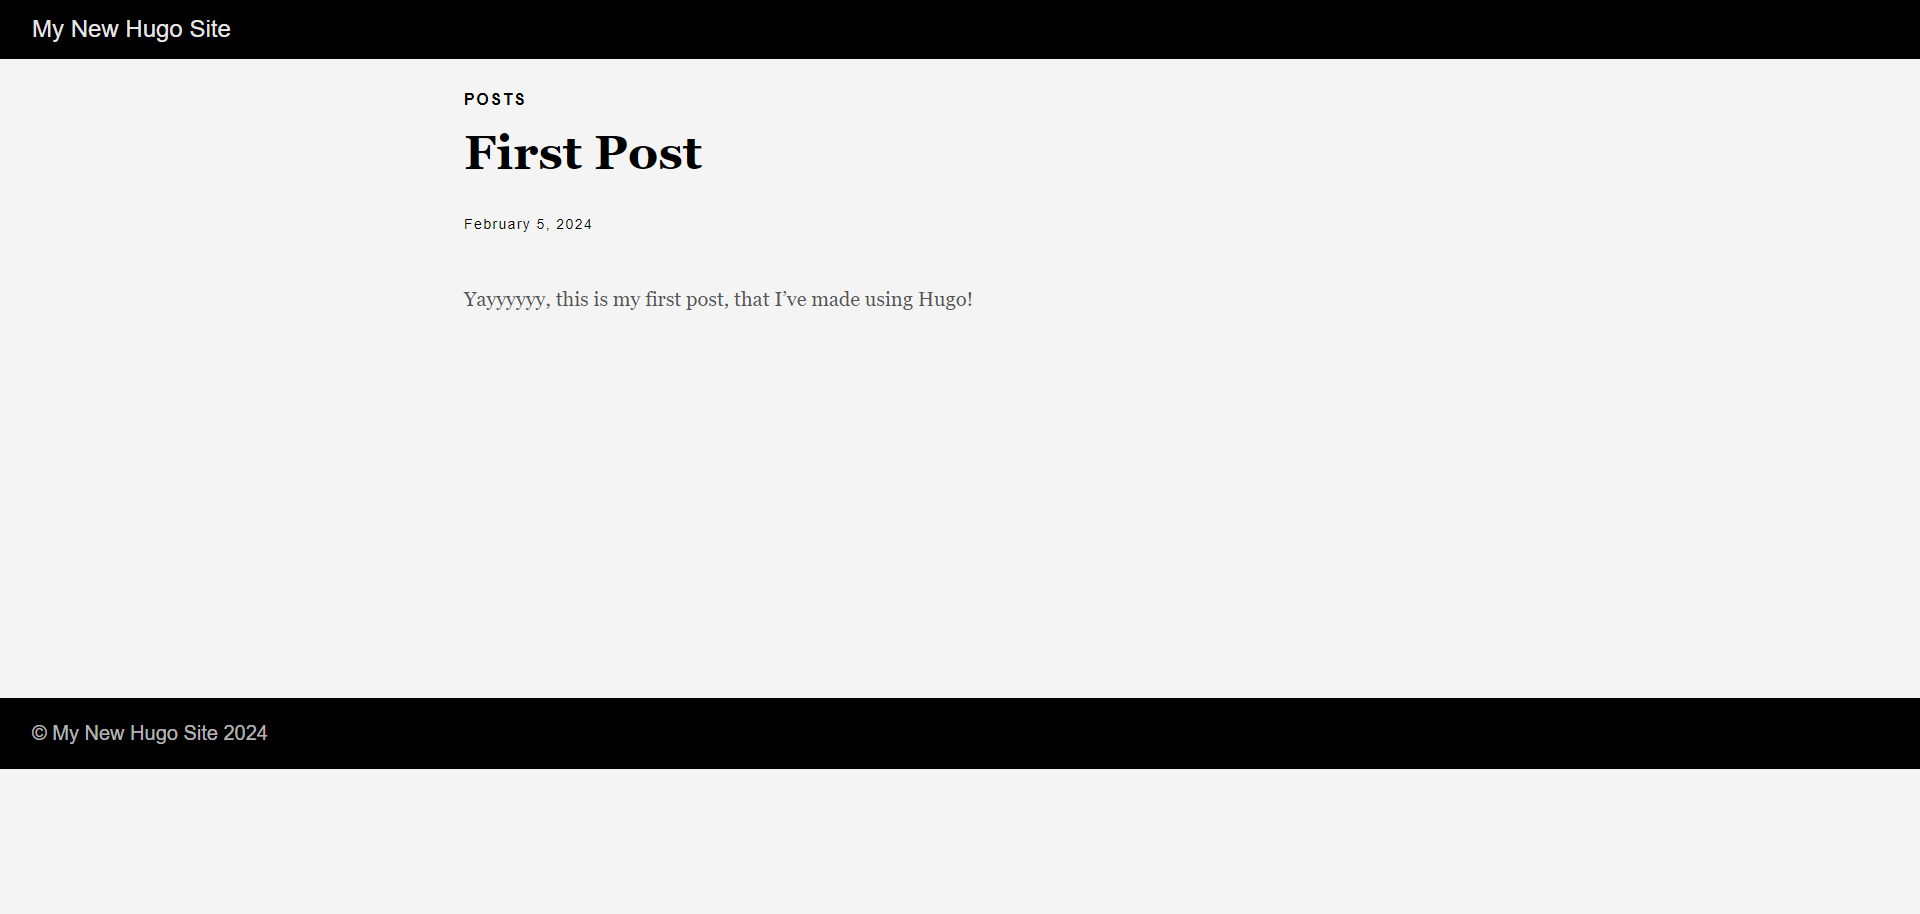 My New Hugo Site
POSTS
First Post
February 5, 2024
Yayyyyyy, this is my first post, that I’ve made using Hugo!
© My New Hugo Site 2024